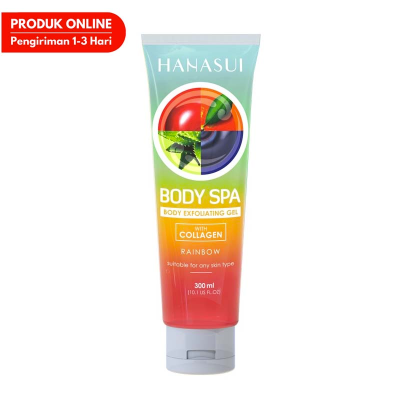 PRODUK ONLINE
Pengiriman 1-3 Hari
HANASUI
BODY SPA
BODY EXFOLIATING GEL
WITH
COLLAGEN
RAINBOW
Suitable for any skin type
300 ml